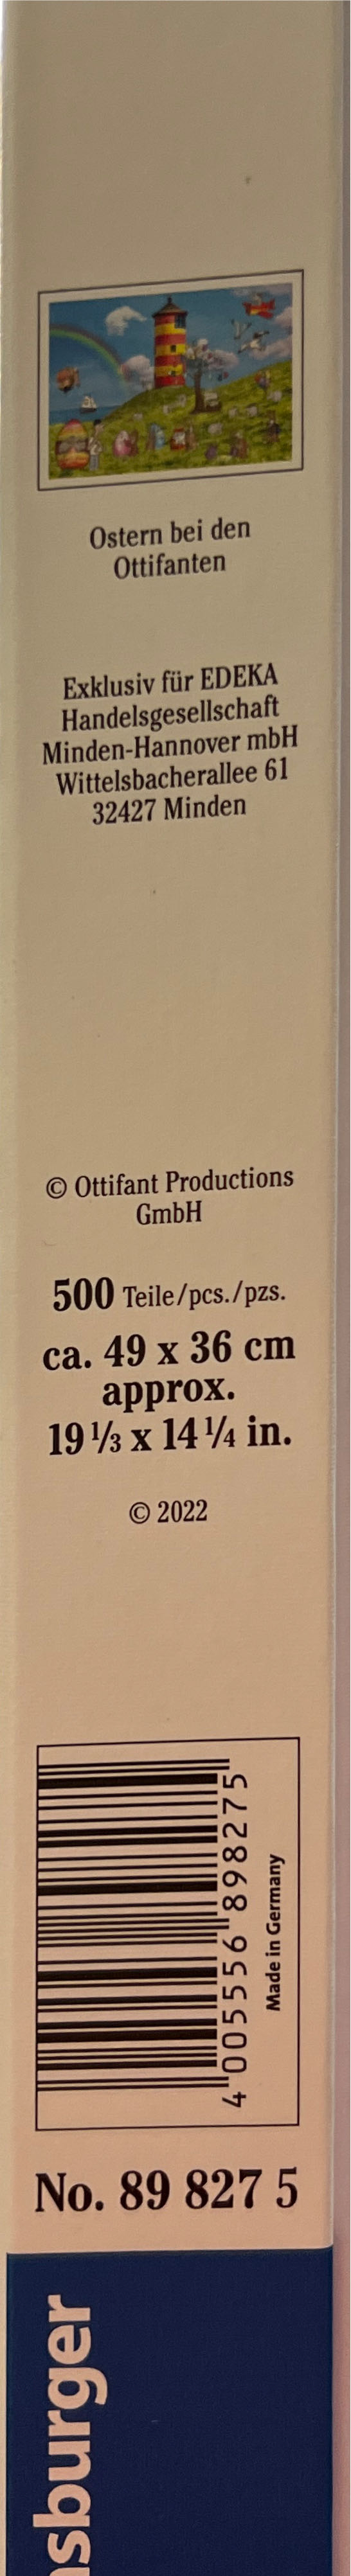 Ostern bei den
Ottifanten
Exklusiv für EDEKA
Handelsgesellschaft
Minden-Hannover mbH
Wittelsbacherallee 61
32427 Minden
© Ottifant Productions
GmbH
500 Teile/pcs./pzs.
ca. 49 x 36 cm
approx.
19 1/3 x 14 1/4 in.
© 2022
4 005556 898275
Made in Germany
No. 89 827 5
sburger